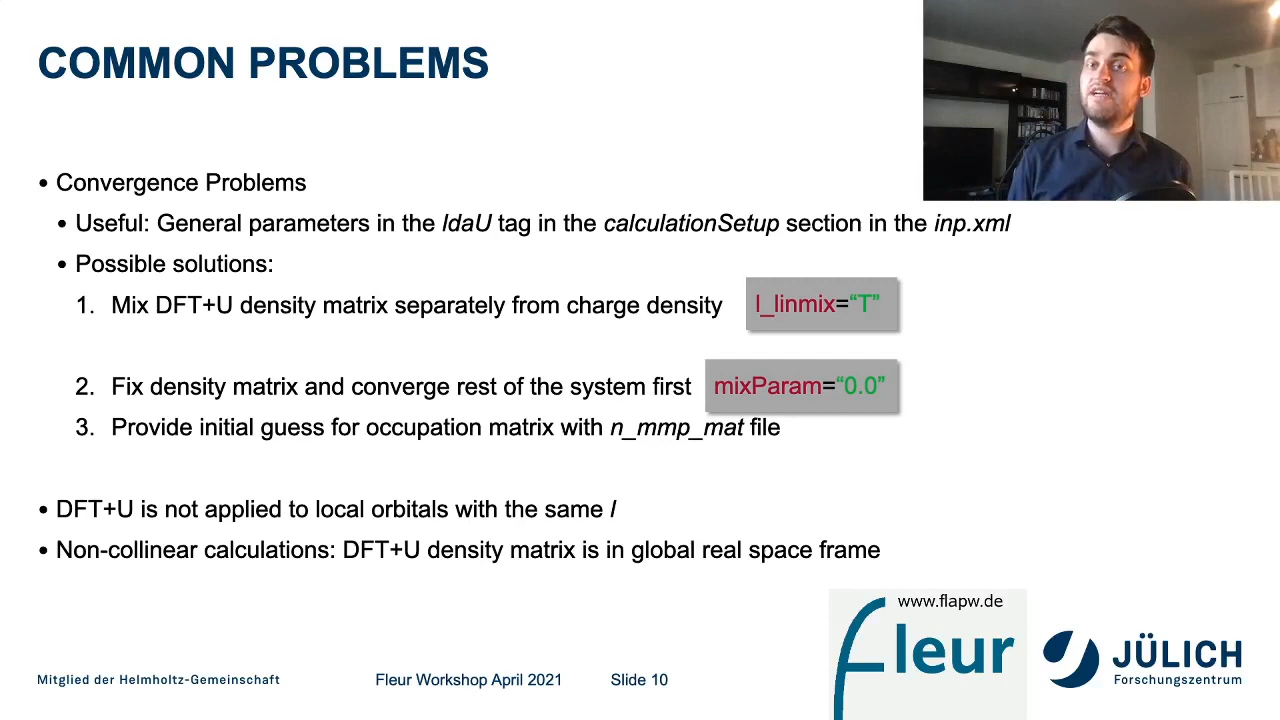 COMMON PROBLEMS
• Convergence Problems
• Useful: General parameters in the ldaU tag in the calculationSetup section in the inp.xml
• Possible solutions:
1. Mix DFT+U density matrix separately from charge density l_linmix=“T”
2. Fix density matrix and converge rest of the system first mixParam=“0.0”
3. Provide initial guess for occupation matrix with n_mmp_mat file
• DFT+U is not applied to local orbitals with the same l
• Non-collinear calculations: DFT+U density matrix is in global real space frame
www.flapw.de
fleur
JÜLICH
Forschungszentrum
Mitglied der Helmholtz-Gemeinschaft
Fleur Workshop April 2021
Slide 10